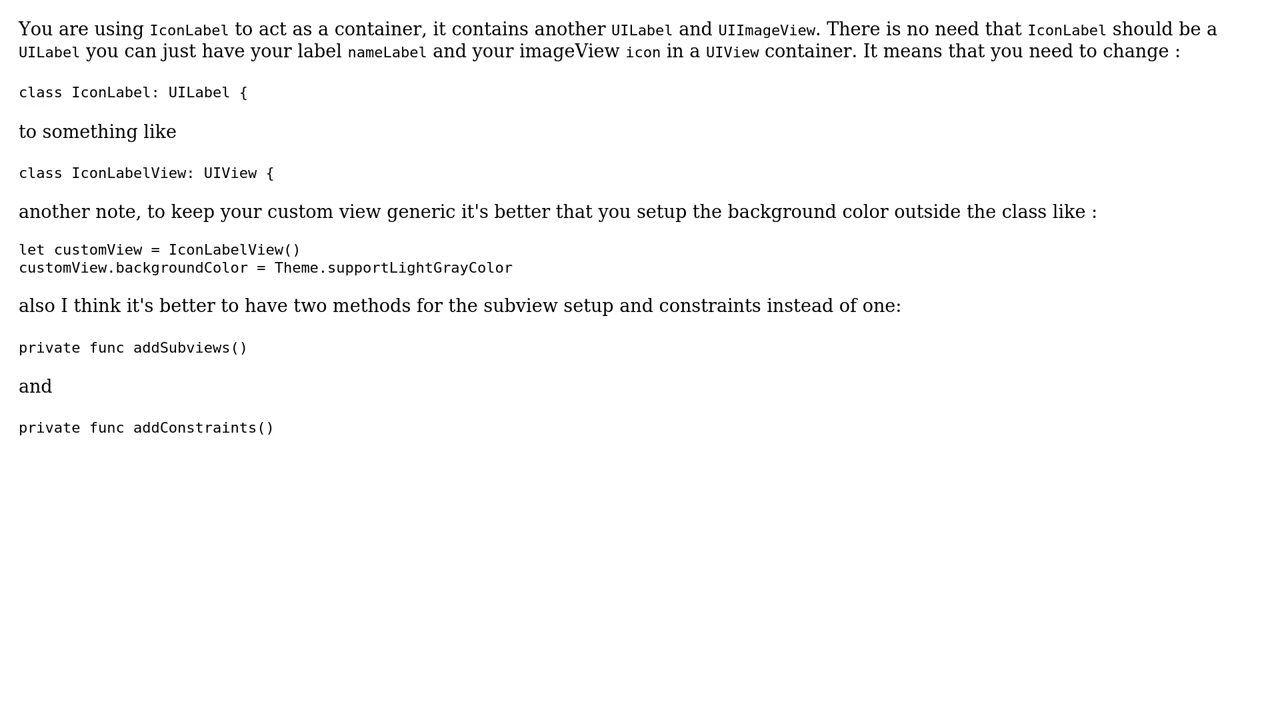 You are using IconLabel to act as a container, it contains another UILabel and UIImageView. There is no need that IconLabel should be a
UILabel you can just have your label nameLabel and your imageView icon in a UIView container. It means that you need to change :
class IconLabel: UILabel {
to something like
class IconLabelView: UIView {
another note, to keep your custom view generic it's better that you setup the background color outside the class like :
let customView = IconLabelView()
customView.backgroundColor = Theme.supportLightGrayColor
also I think it's better to have two methods for the subview setup and constraints instead of one:
private func addSubviews()
and
private func addConstraints()